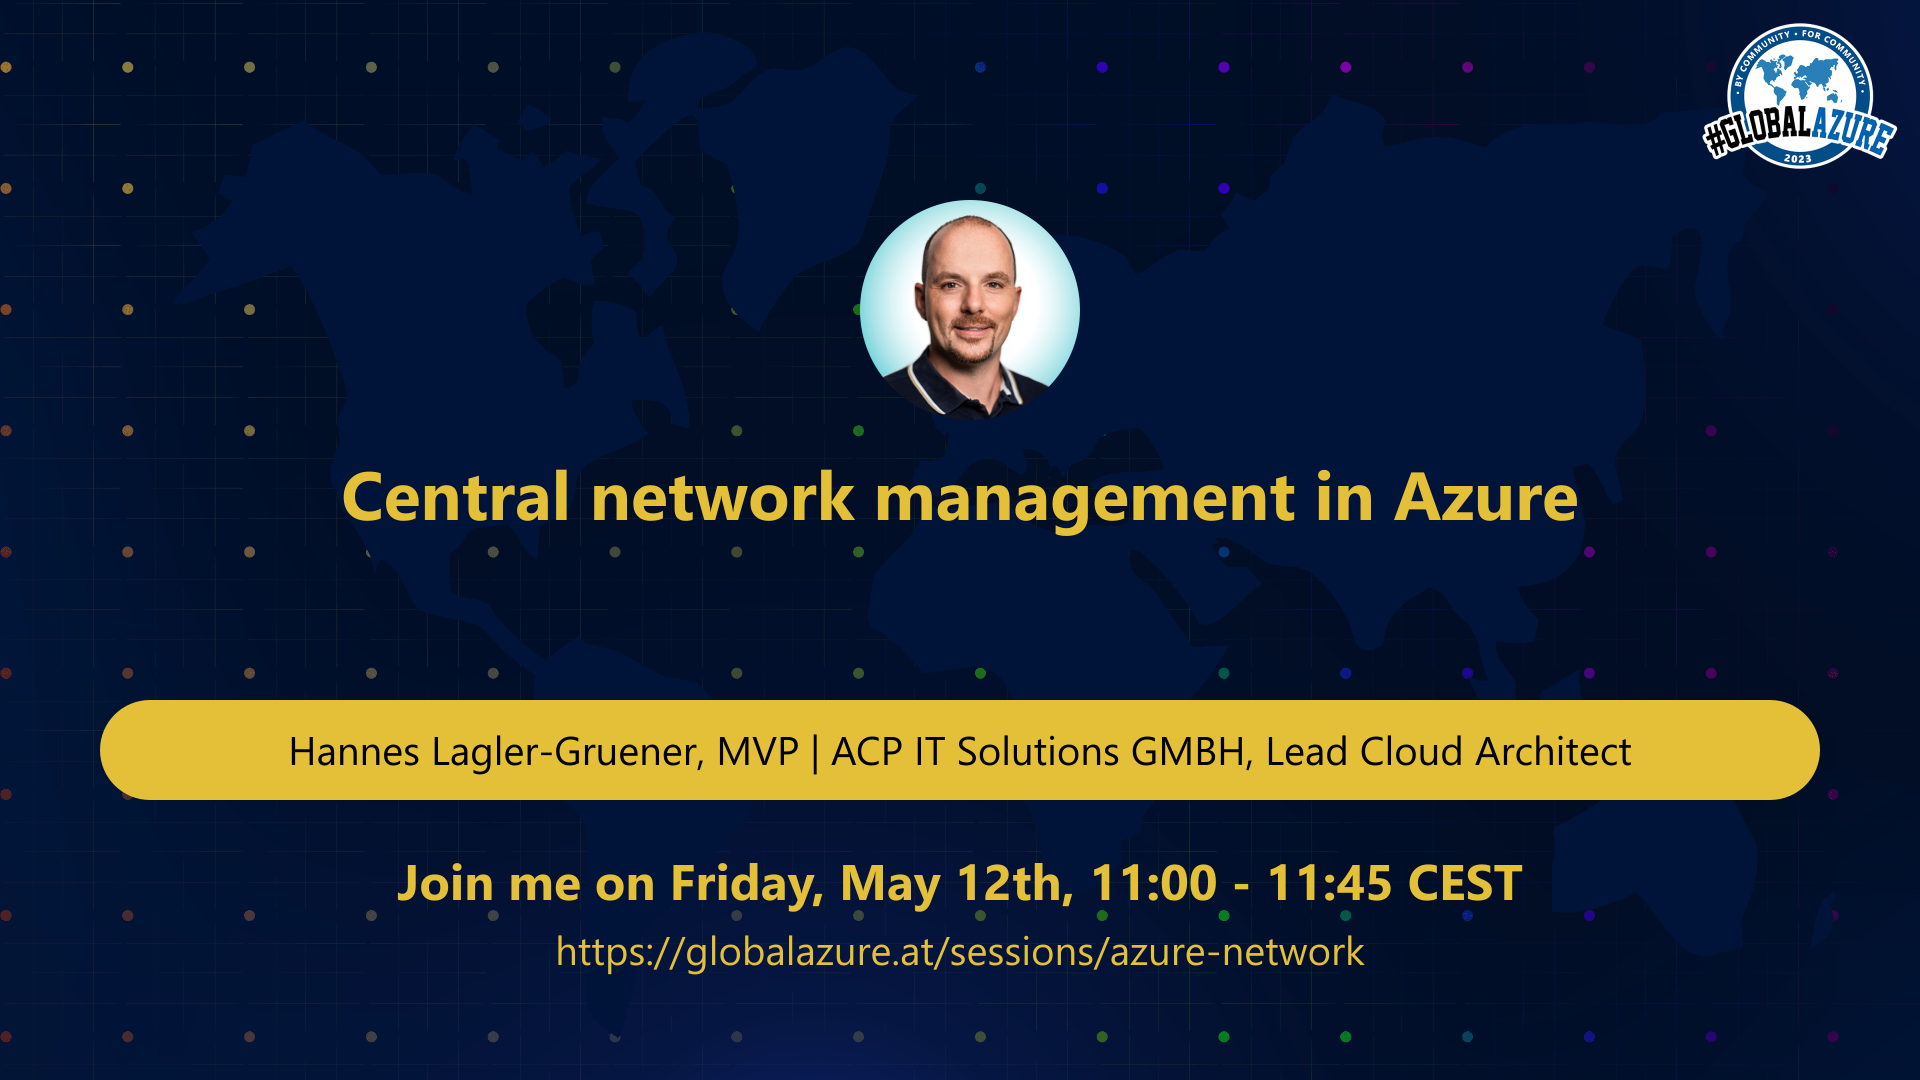 • BY COMMUNITY • FOR COMMUNITY •
#GLOBALAZURE
2023
Central network management in Azure
Hannes Lagler-Gruener, MVP | ACP IT Solutions GMBH, Lead Cloud Architect
Join me on Friday, May 12th, 11:00 - 11:45 CEST
https://globalazure.at/sessions/azure-network